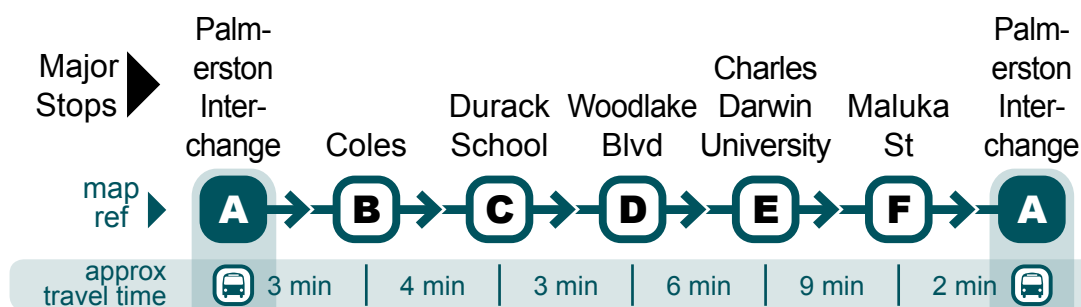 Major
Stops
Palm-
erston
Inter-
change
Coles
Durack
School
Woodlake
Blvd
Charles
Darwin
University
Maluka
St
Palm-
erston
Inter-
change
map
ref
A
B
C
D
E
F
A
approx
travel time
3 min
4 min
3 min
6 min
9 min
2 min